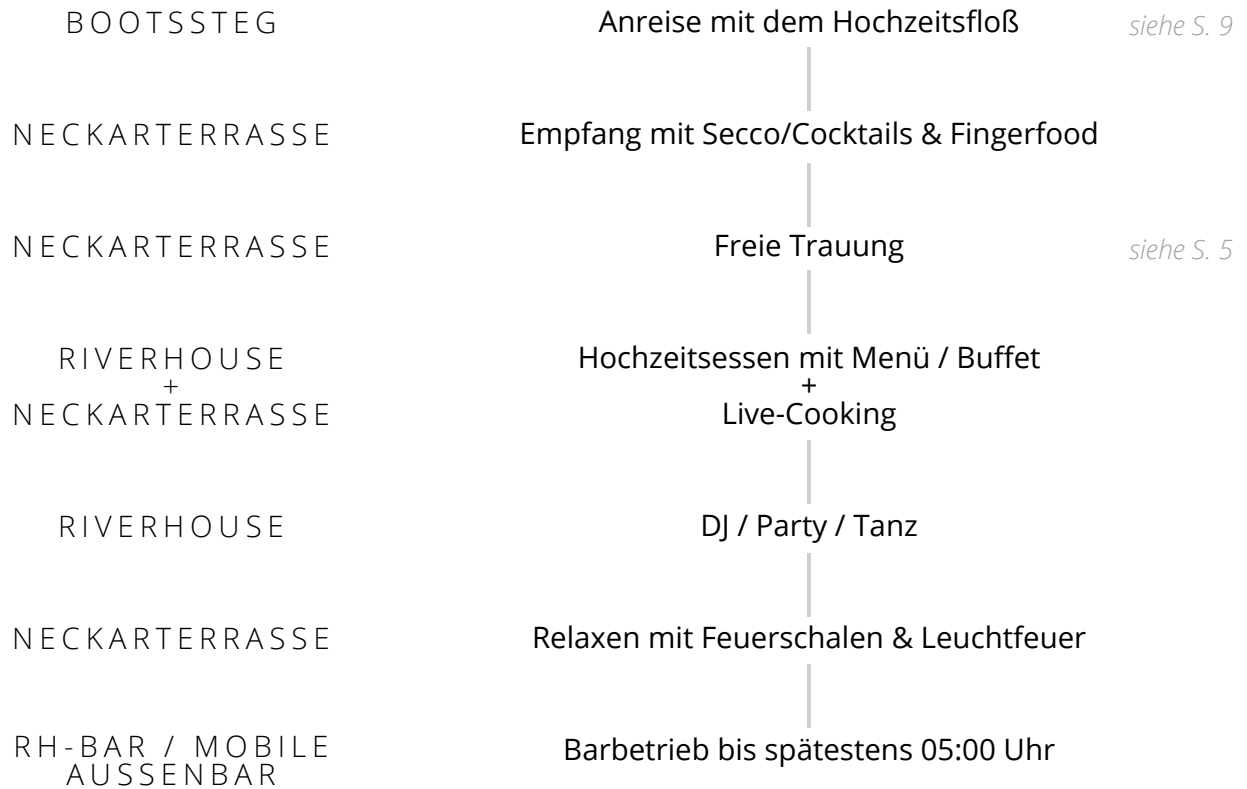 BOOTSSTEG Anreise mit dem Hochzeitsfloß siehe S. 9
NECKARTERRASSE Empfang mit Secco/Cocktails & Fingerfood
NECKARTERRASSE Freie Trauung siehe S. 5
RIVERHOUSE Hochzeitsessen mit Menü / Buffet
+ +
NECKARTERRASSE Live-Cooking
RIVERHOUSE DJ / Party / Tanz
NECKARTERRASSE Relaxen mit Feuerschalen & Leuchtfeuer
RH-BAR / MOBILE Barbetrieb bis spätestens 05:00 Uhr
AUSSENBAR